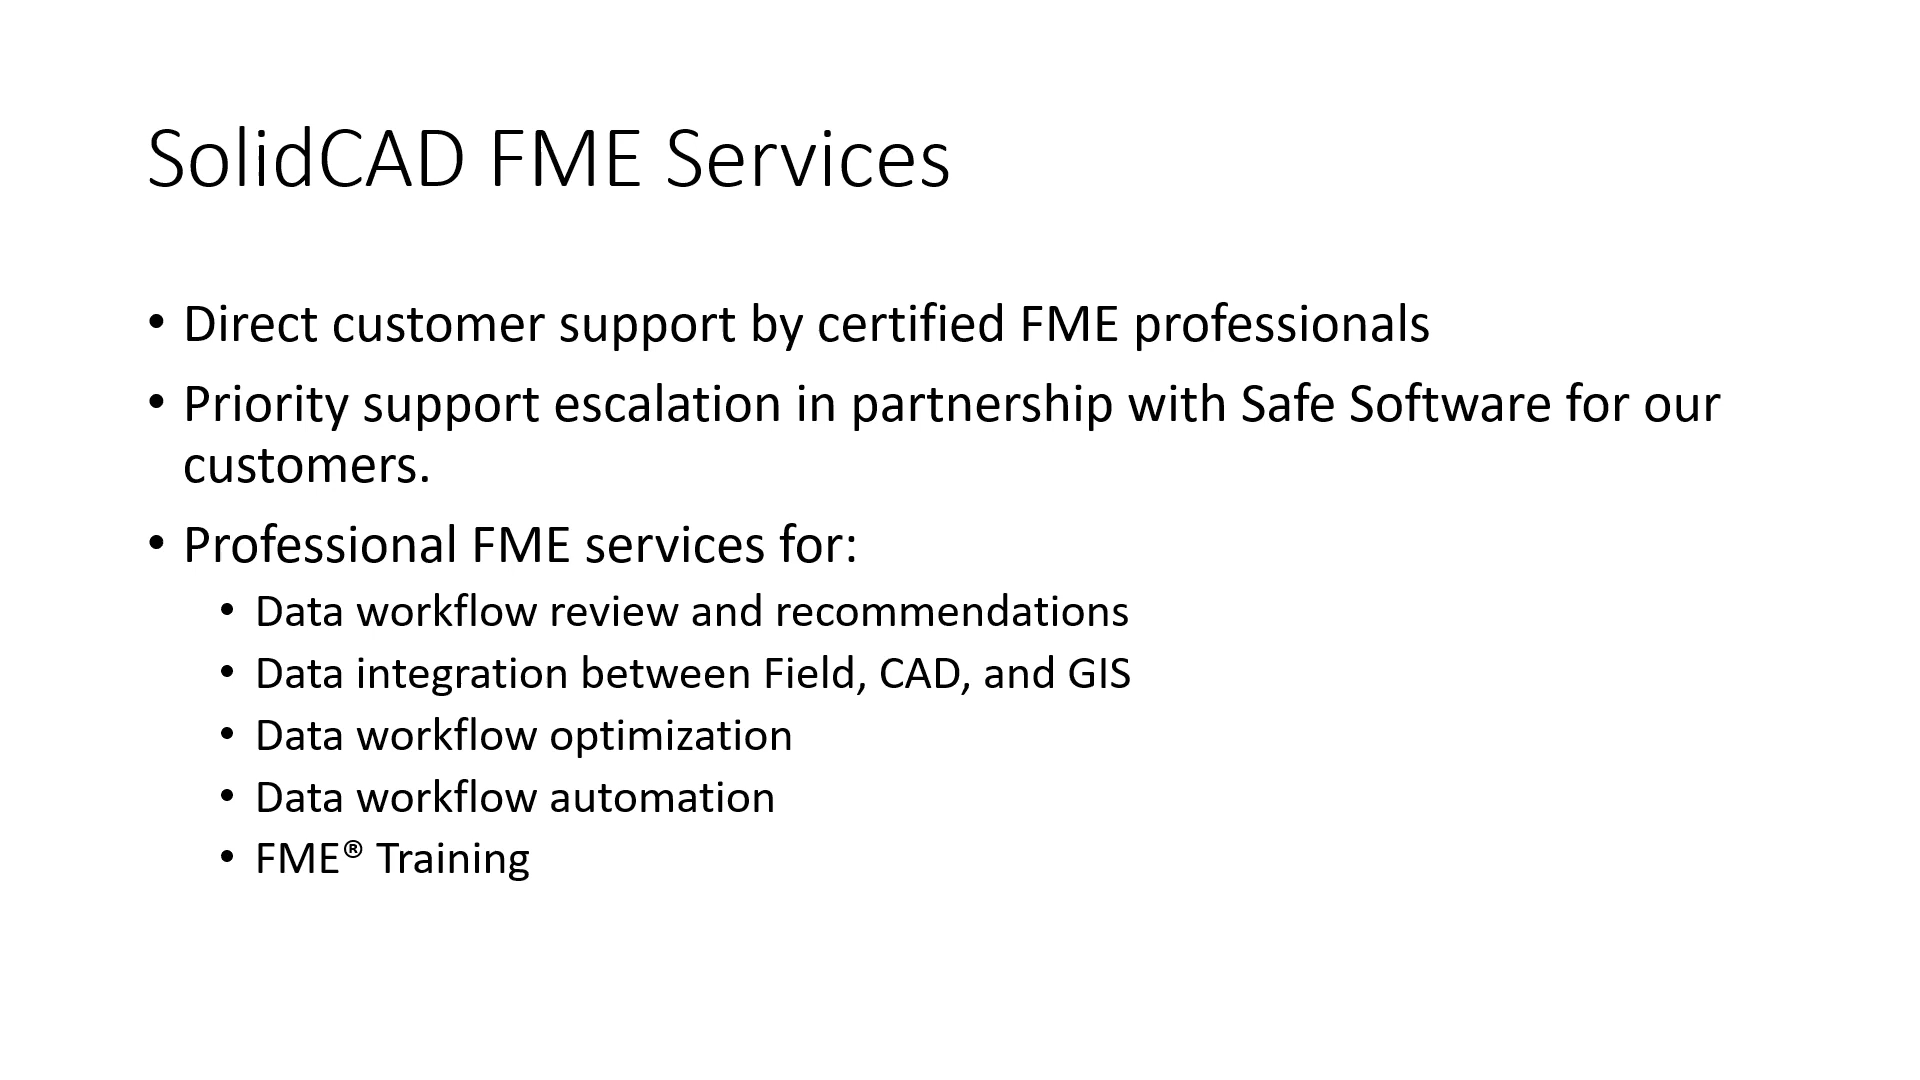 SolidCAD FME Services
• Direct customer support by certified FME professionals
• Priority support escalation in partnership with Safe Software for our
customers.
• Professional FME services for:
• Data workflow review and recommendations
• Data integration between Field, CAD, and GIS
• Data workflow optimization
• Data workflow automation
• FME® Training